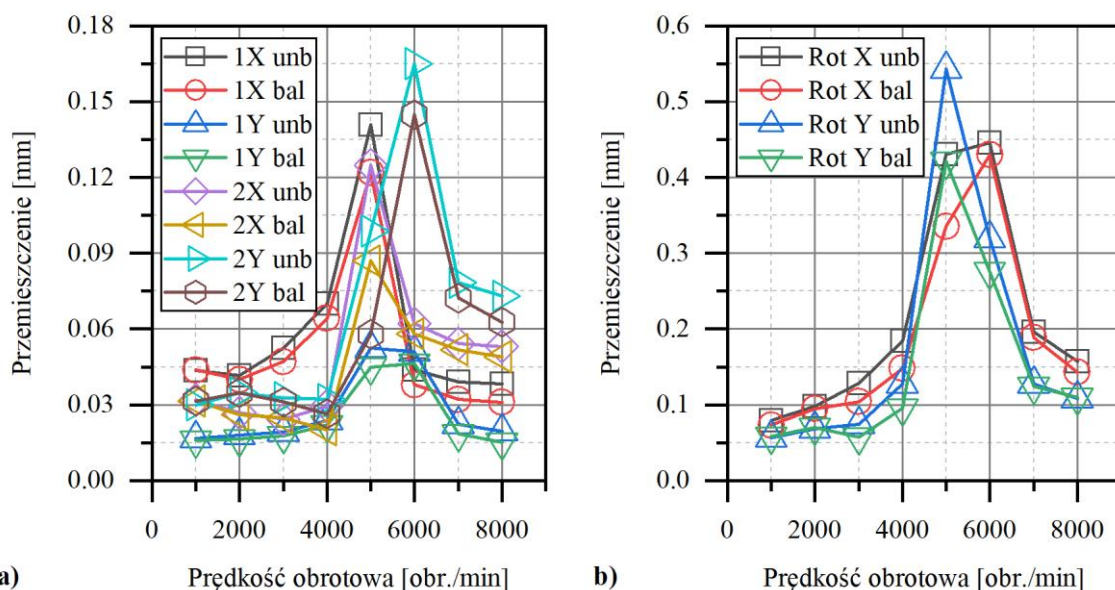 0.18
0.15
0.12
0.09
0.06
0.03
0.00
Przemieszczenie [mm]
1X unb
1X bal
1Y unb
1Y bal
2X unb
2X bal
2Y unb
2Y bal
0
2000
4000
6000
8000
Prędkość obrotowa [obr./min]
a)
0.6
0.5
0.4
0.3
0.2
0.1
0.0
Przemieszczenie [mm]
Rot X unb
Rot X bal
Rot Y unb
Rot Y bal
0
2000
4000
6000
8000
Prędkość obrotowa [obr./min]
b)